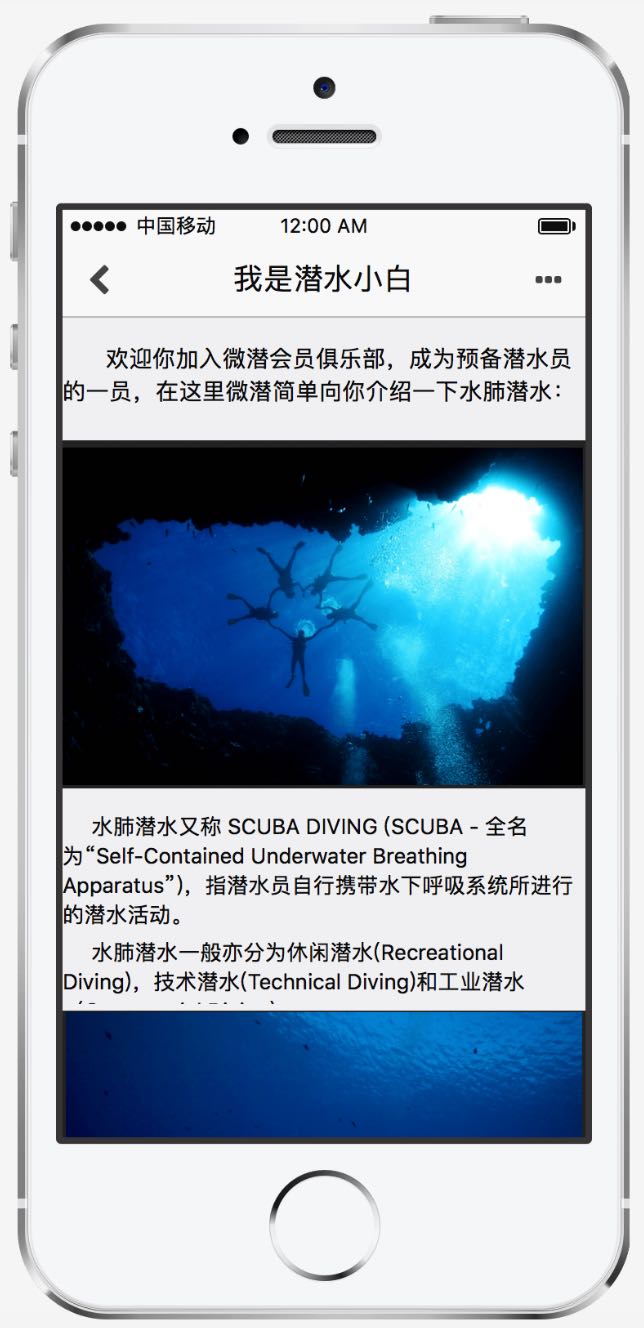 中国移动 12:00 AM
我是潜水小白
欢迎你加入微潜会员俱乐部，成为预备潜水员
的一员，在这里微潜简单向你介绍一下水肺潜水：
水肺潜水又称 SCUBA DIVING (SCUBA - 全名
为“Self-Contained Underwater Breathing
Apparatus”)，指潜水员自行携带水下呼吸系统所进行
的潜水活动。
水肺潜水一般亦分为休闲潜水(Recreational
Diving)，技术潜水(Technical Diving)和工业潜水